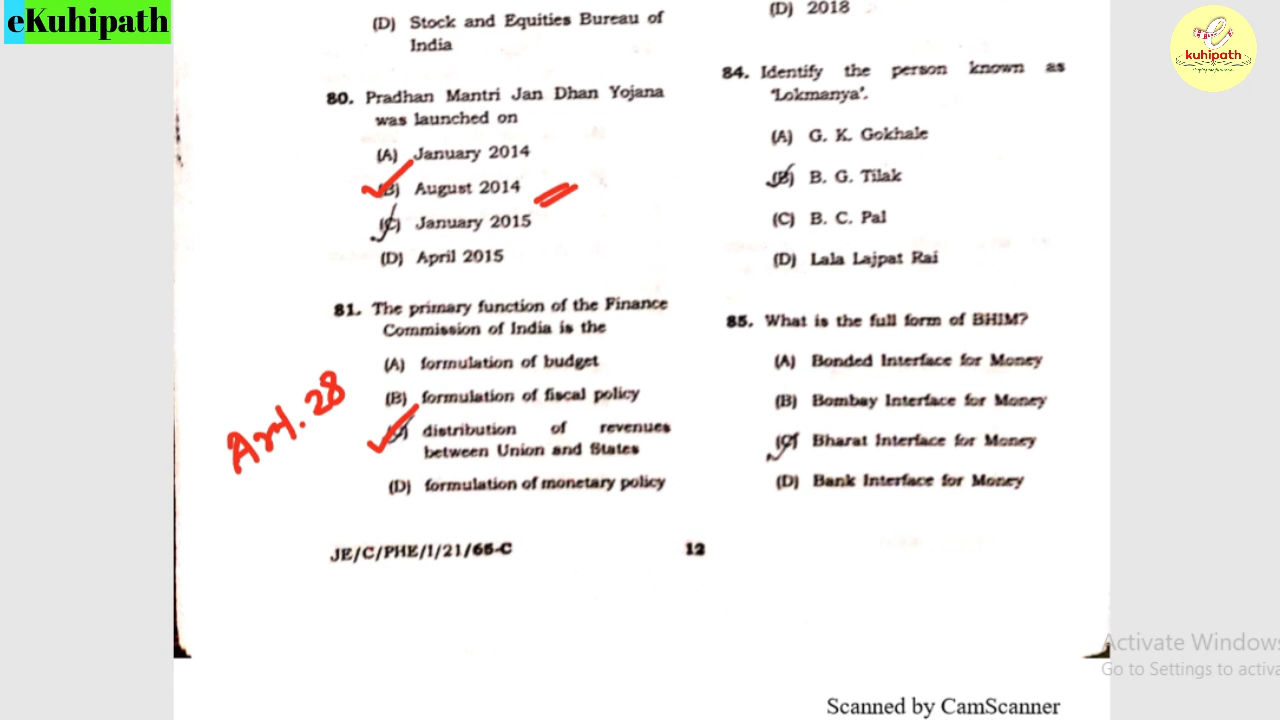 eKuhipath
(D) Stock and Equities Bureau of
India
80. Pradhan Mantri Jan Dhan Yojana
was launched on
(A) January 2014
(B) August 2014
(C) January 2015
(D) April 2015
81. The primary function of the Finance
Commission of India is the
(A) formulation of budget
(B) formulation of fiscal policy
(C) distribution of revenues
between Union and States
(D) formulation of monetary policy
Art. 28
JE/C/PHE/1/21/65-C
12
(D) 2018
84. Identify the person known as
'Lokmanya'.
(A) G. K. Gokhale
(B) B. G. Tilak
(C) B. C. Pal
(D) Lala Lajpat Rai
85. What is the full form of BHIM?
(A) Bonded Interface for Money
(B) Bombay Interface for Money
(C) Bharat Interface for Money
(D) Bank Interface for Money
kuhipath
Activate Windows
Go to Settings to activa
Scanned by CamScanner